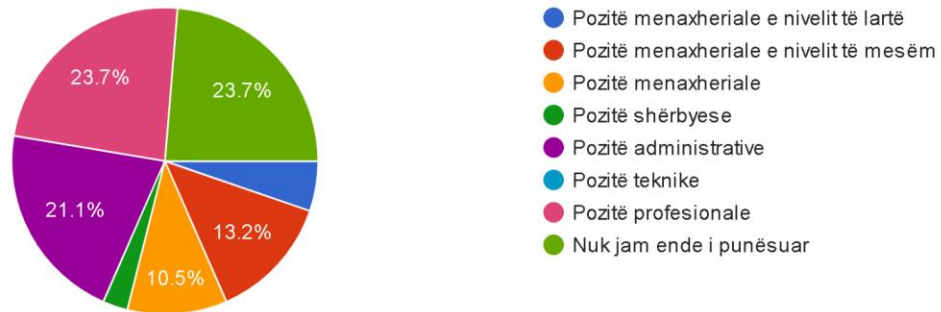 23.7%
23.7%
21.1%
13.2%
10.5%
Pozitë menaxheriale e nivelit të lartë
Pozitë menaxheriale e nivelit të mesëm
Pozitë menaxheriale
Pozitë shërbyese
Pozitë administrative
Pozitë teknike
Pozitë profesionale
Nuk jam ende i punësuar